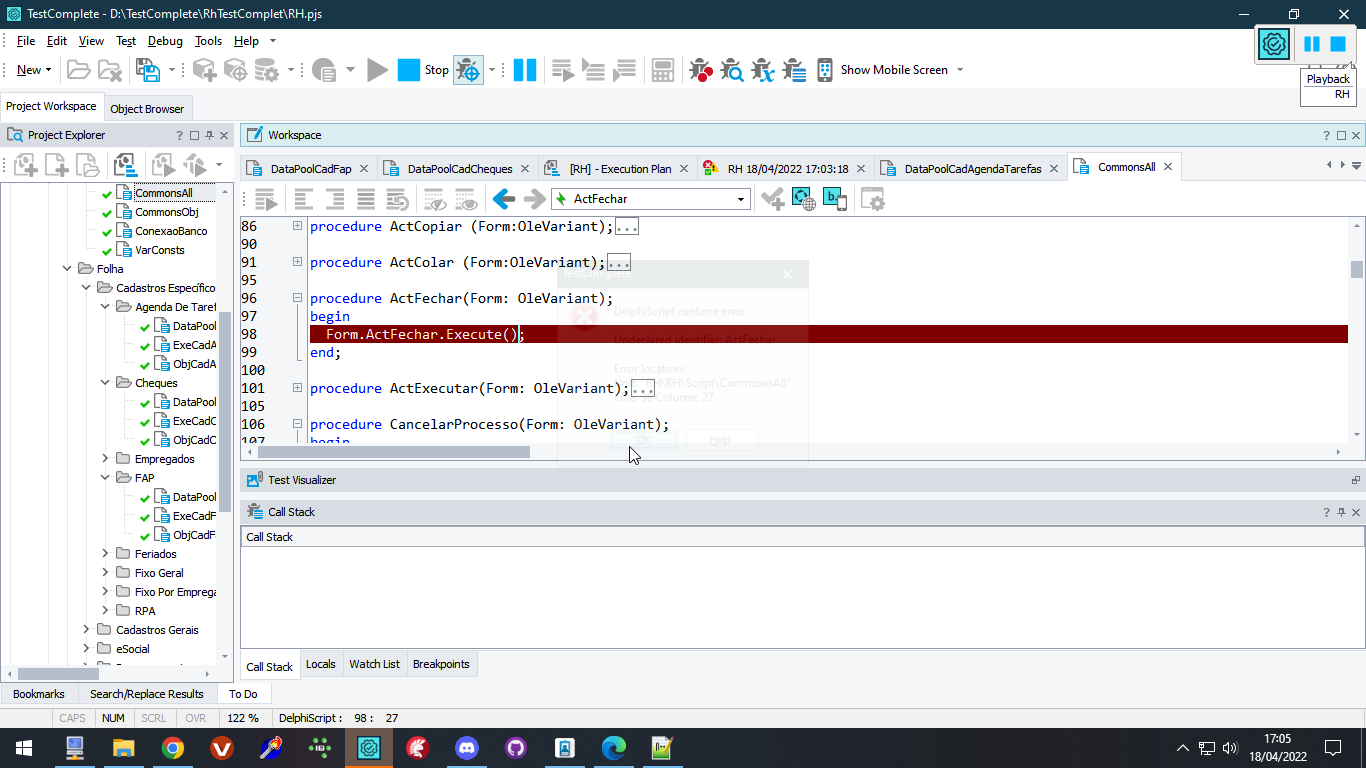 TestComplete - D:\TestComplete\RhTestComplet\RH.pjs
File Edit View Test Debug Tools Help
New Stop Show Mobile Screen
Playback
RH
Project Workspace Object Browser
Project Explorer
Workspace
DataPoolCadFap DataPoolCadCheques [RH] - Execution Plan RH 18/04/2022 17:03:18 DataPoolCadAgendaTarefas CommonsAll
ActFechar
CommonsAll
CommonsObj
ConexaoBanco
VarConsts
Folha
Cadastros Específico
Agenda De Taref
DataPool
ExeCadA
ObjCadA
Cheques
DataPool
ExeCadC
ObjCadC
Empregados
FAP
DataPool
ExeCadF
ObjCadF
Feriados
Fixo Geral
Fixo Por Emprega
RPA
Cadastros Gerais
eSocial
86 procedure ActCopiar (Form:OleVariant);...
90
91 procedure ActColar (Form:OleVariant);...
95
96 procedure ActFechar(Form: OleVariant);
97 begin
98 Form.ActFechar.Execute();
99 end;
100
101 procedure ActExecutar(Form: OleVariant);...
105
106 procedure CancelarProcesso(Form: OleVariant);
107 begin
TestComplete
DelphiScript runtime error.
Undeclared identifier: ActFechar
Error location:
Unit: "RH\RH\Script\CommonsAll"
Line: 98 Column: 27.
OK Help
Test Visualizer
Call Stack
Call Stack
Call Stack Locals Watch List Breakpoints
Bookmarks Search/Replace Results To Do
CAPS NUM SCRL OVR 122 % DelphiScript : 98 : 27
17:05
18/04/2022